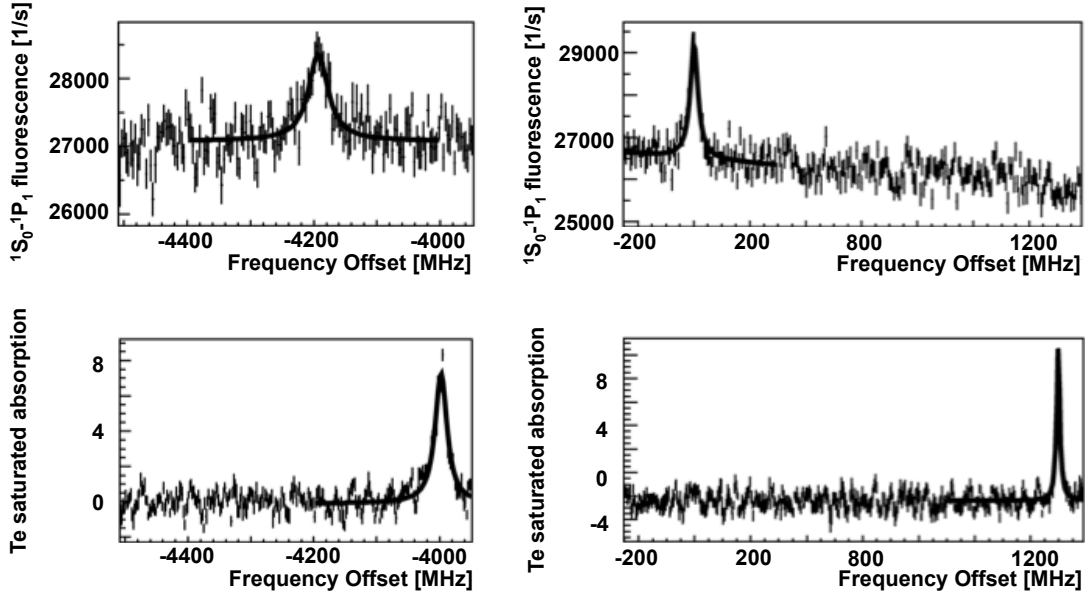 ¹S₀-¹P₁ fluorescence [1/s]
28000
27000
26000
-4400 -4200 -4000
Frequency Offset [MHz]
¹S₀-¹P₁ fluorescence [1/s]
29000
26000
25000
-200 200 800 1200
Frequency Offset [MHz]
Te saturated absorption
8
4
0
-4400 -4200 -4000
Frequency Offset [MHz]
Te saturated absorption
8
4
0
-4
-200 200 800 1200
Frequency Offset [MHz]